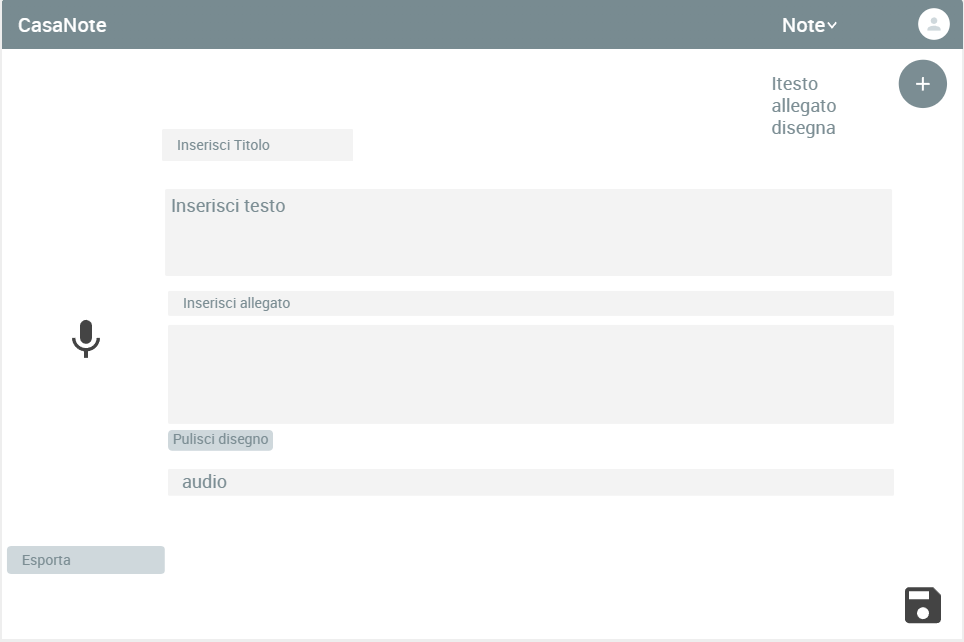 CasaNote
Note
Itesto
allegato
disegna
Inserisci Titolo
Inserisci testo
Inserisci allegato
Pulisci disegno
audio
Esporta